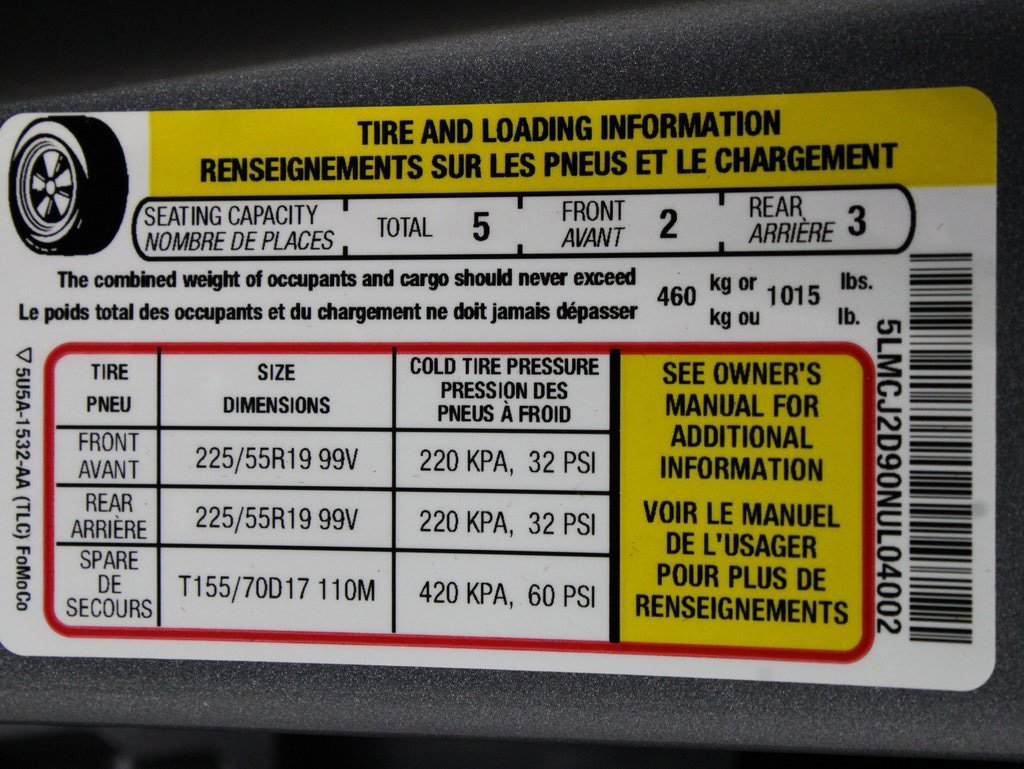 TIRE AND LOADING INFORMATION
RENSEIGNEMENTS SUR LES PNEUS ET LE CHARGEMENT
SEATING CAPACITY
NOMBRE DE PLACES
TOTAL 5
FRONT
AVANT
2
REAR
ARRIÈRE
3
The combined weight of occupants and cargo should never exceed
Le poids total des occupants et du chargement ne doit jamais dépasser
460
kg or
kg ou
1015
lbs.
lb.
TIRE
PNEU
SIZE
DIMENSIONS
COLD TIRE PRESSURE
PRESSION DES
PNEUS À FROID
FRONT
AVANT
225/55R19 99V
220 KPA, 32 PSI
REAR
ARRIÈRE
225/55R19 99V
220 KPA, 32 PSI
SPARE
DE
SECOURS
T155/70D17 110M
420 KPA, 60 PSI
SEE OWNER'S
MANUAL FOR
ADDITIONAL
INFORMATION
VOIR LE MANUEL
DE L'USAGER
POUR PLUS DE
RENSEIGNEMENTS
5LMCJ2D90NUL04002
5U5A-1532-AA (TLC) FoMoCo